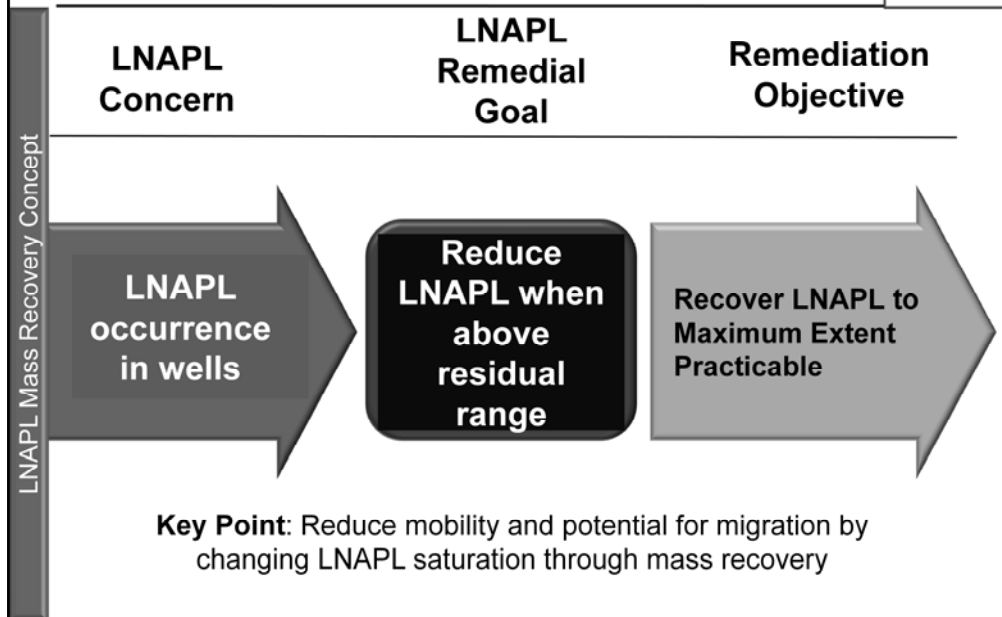 LNAPL Mass Recovery Concept
LNAPL
Concern
LNAPL
Remedial
Goal
Remediation
Objective
LNAPL
occurrence
in wells
Reduce
LNAPL when
above
residual
range
Recover LNAPL to
Maximum Extent
Practicable
Key Point: Reduce mobility and potential for migration by
changing LNAPL saturation through mass recovery